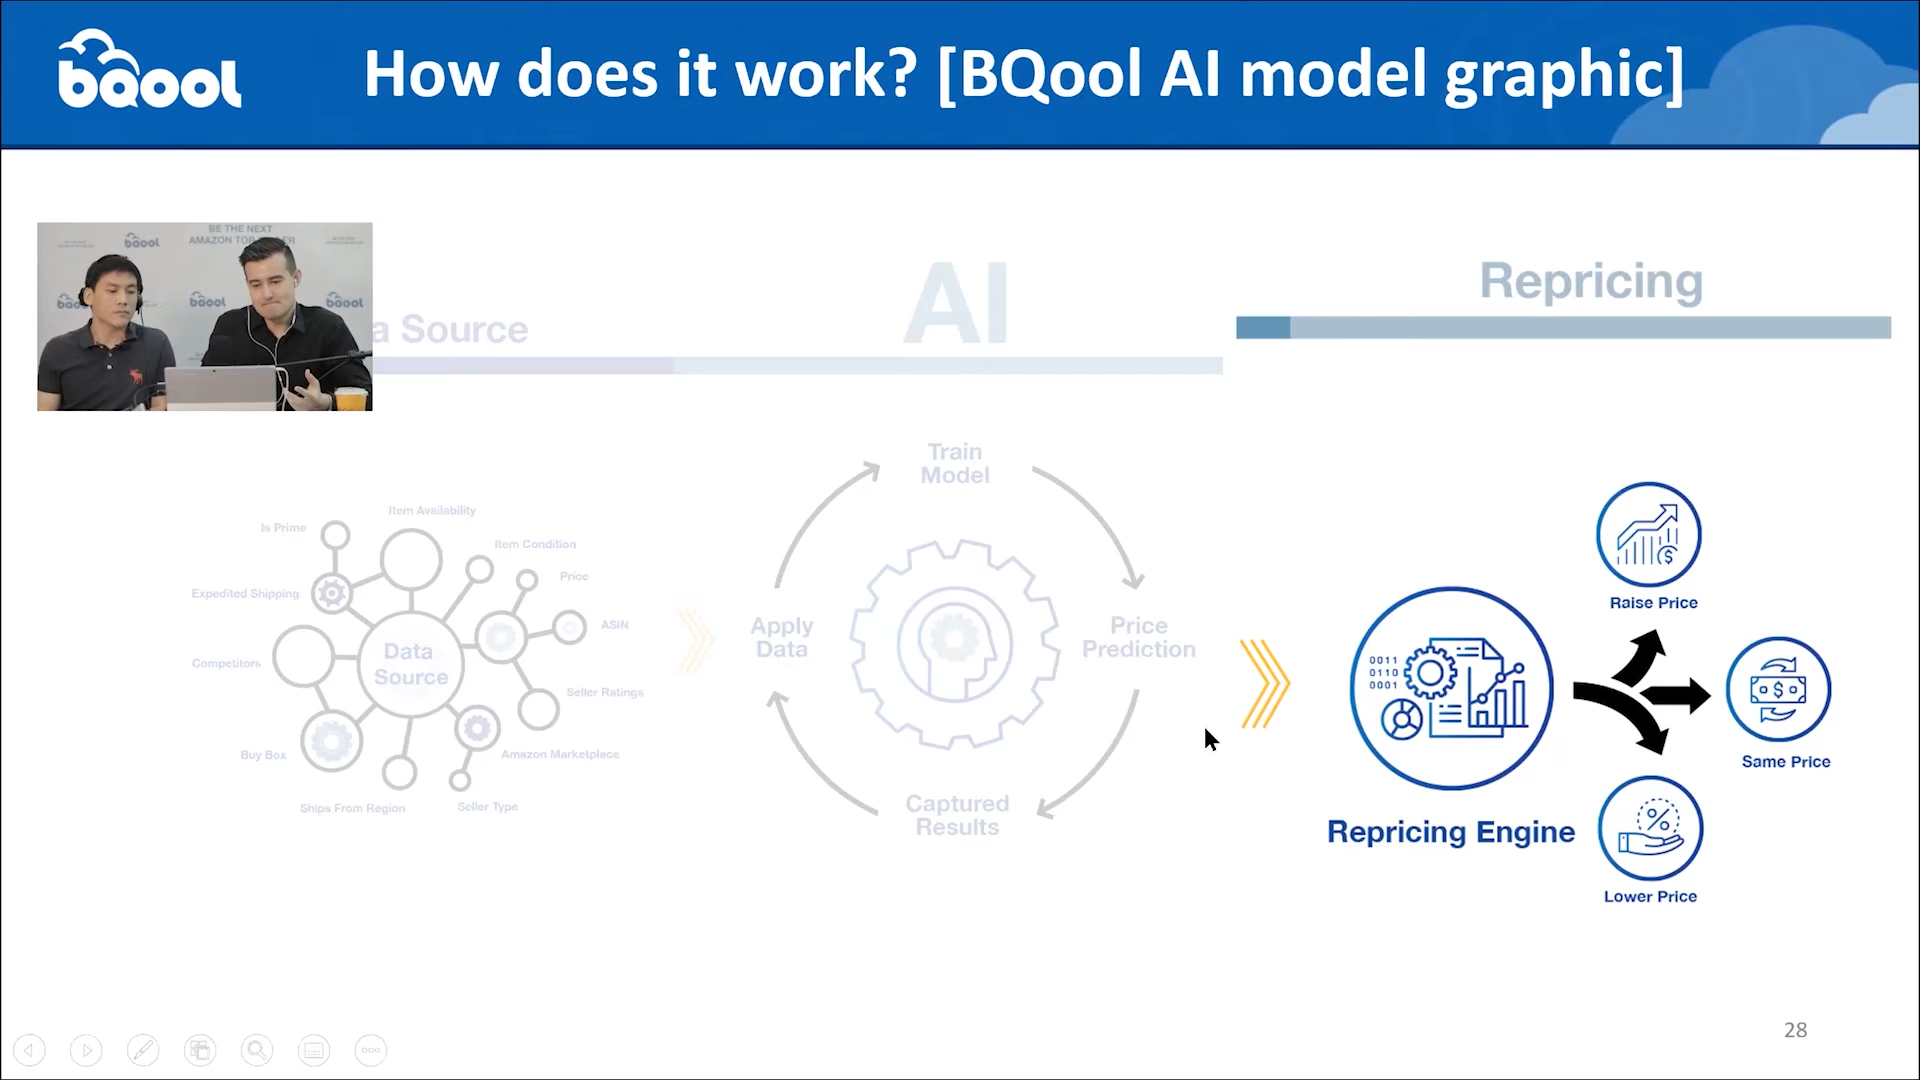 bqool
How does it work? [BQool AI model graphic]
BE THE NEXT
bqool
bqool
bqool
a Source
AI
Repricing
Item Availability
Is Prime
Item Condition
Price
Expedited Shipping
ASIN
Data
Source
Competitors
Seller Ratings
Buy Box
Amazon Marketplace
Ships From Region
Seller Type
Train
Model
Apply
Data
Price
Prediction
Captured
Results
0011
0110
0001
Repricing Engine
Raise Price
Same Price
Lower Price
28